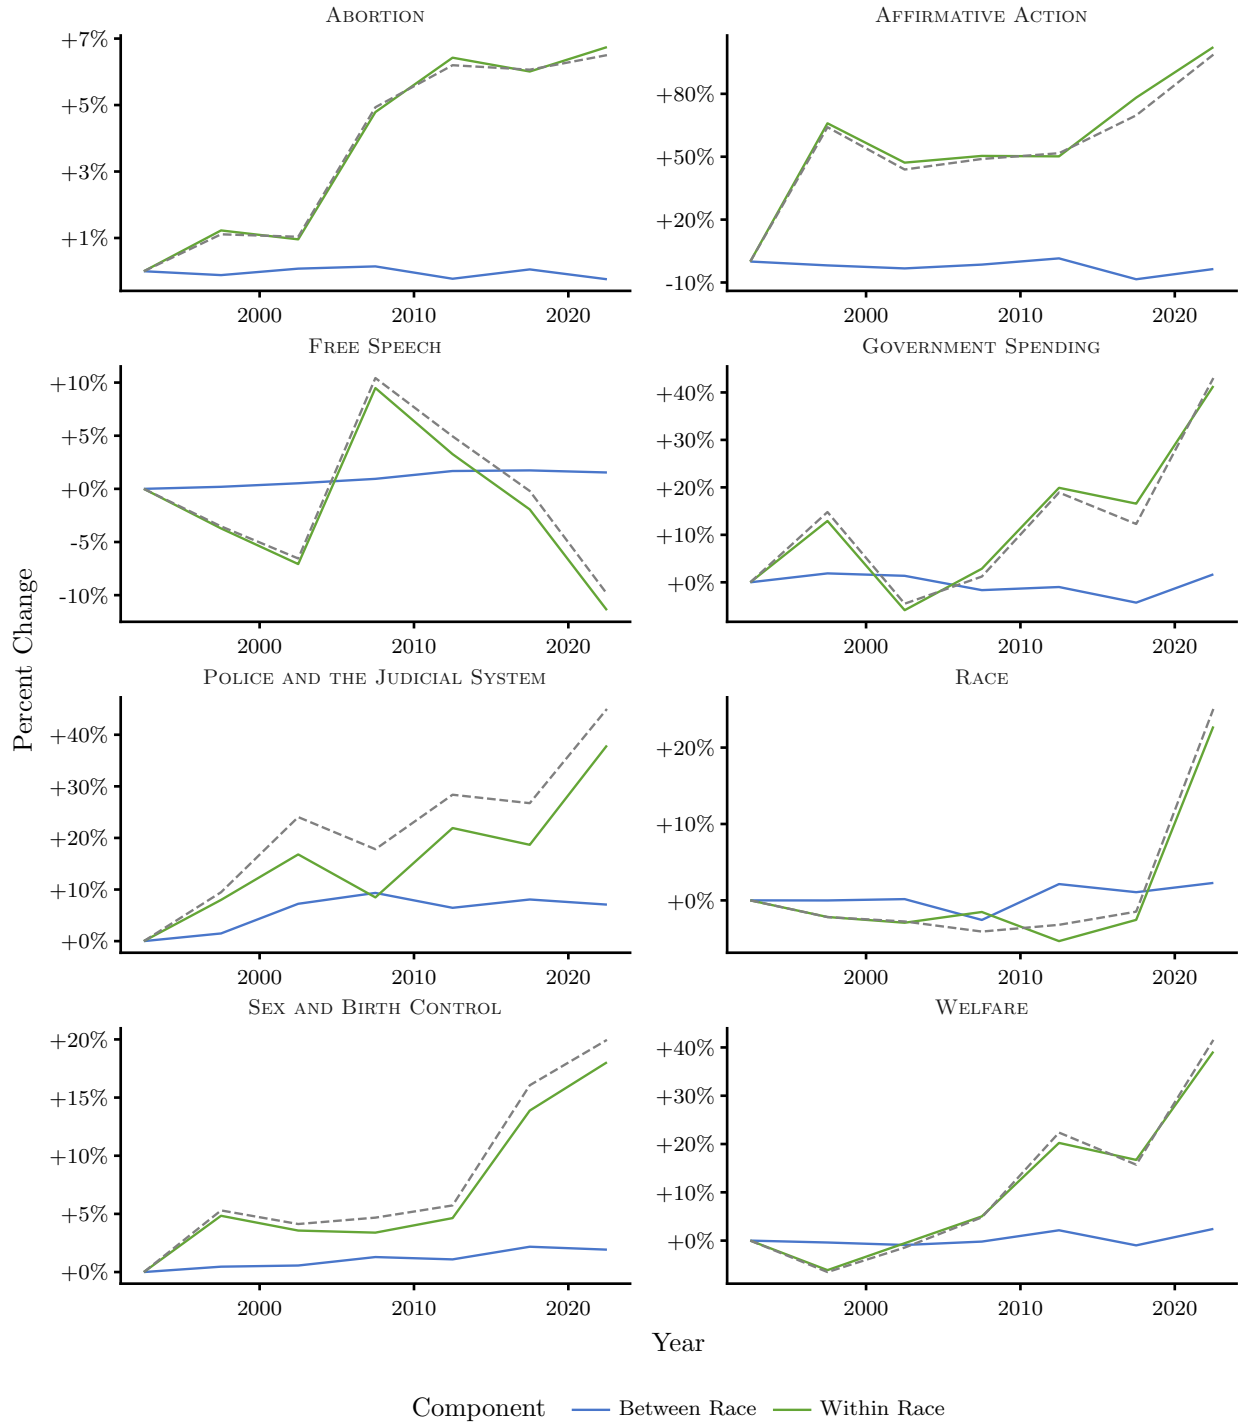 ABORTION
+7%
+5%
+3%
+1%
2000 2010 2020
AFFIRMATIVE ACTION
+80%
+50%
+20%
-10%
2000 2010 2020
FREE SPEECH
+10%
+5%
+0%
-5%
-10%
2000 2010 2020
GOVERNMENT SPENDING
+40%
+30%
+20%
+10%
+0%
2000 2010 2020
Percent Change
POLICE AND THE JUDICIAL SYSTEM
+40%
+30%
+20%
+10%
+0%
2000 2010 2020
RACE
+20%
+10%
+0%
2000 2010 2020
SEX AND BIRTH CONTROL
+20%
+15%
+10%
+5%
+0%
2000 2010 2020
WELFARE
+40%
+30%
+20%
+10%
+0%
2000 2010 2020
Year
Component Between Race Within Race